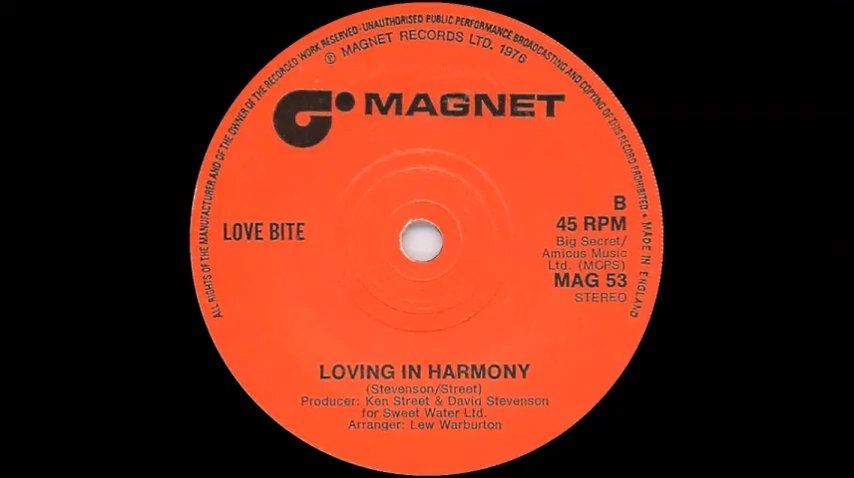 ALL RIGHTS OF THE MANUFACTURER AND OF THE OWNER OF THE RECORDED WORK RESERVED - UNAUTHORISED PUBLIC PERFORMANCE BROADCASTING AND COPYING OF THIS RECORD PROHIBITED • MADE IN ENGLAND
℗ MAGNET RECORDS LTD. 1976
MAGNET
LOVE BITE
B
45 RPM
Big Secret/
Amicus Music
Ltd. (MCPS)
MAG 53
STEREO
LOVING IN HARMONY
(Stevenson/Street)
Producer: Ken Street & David Stevenson
for Sweet Water Ltd.
Arranger: Lew Warburton